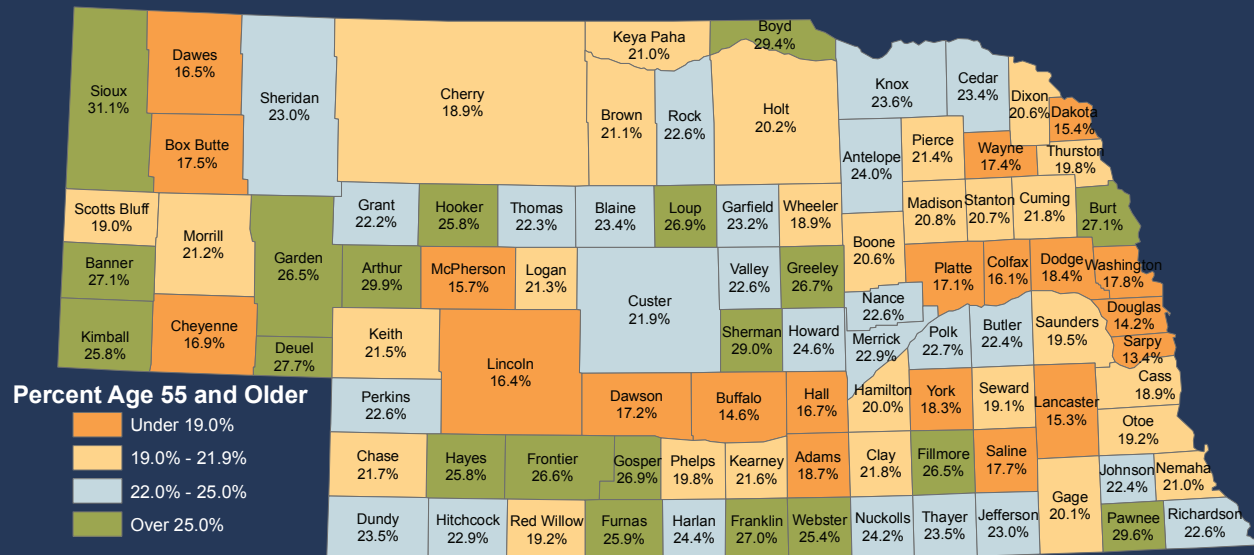 Boyd
29.4%
Keya Paha
21.0%
Dawes
16.5%
Sioux
31.1%
Sheridan
23.0%
Cherry
18.9%
Brown
21.1%
Rock
22.6%
Holt
20.2%
Knox
23.6%
Cedar
23.4%
Dixon
20.6%
Dakota
15.4%
Box Butte
17.5%
Antelope
24.0%
Pierce
21.4%
Wayne
17.4%
Thurston
19.8%
Scotts Bluff
19.0%
Morrill
21.2%
Garden
26.5%
Grant
22.2%
Hooker
25.8%
Thomas
22.3%
Blaine
23.4%
Loup
26.9%
Garfield
23.2%
Wheeler
18.9%
Boone
20.6%
Madison
20.8%
Stanton
20.7%
Cuming
21.8%
Burt
27.1%
Banner
27.1%
Arthur
29.9%
McPherson
15.7%
Logan
21.3%
Custer
21.9%
Valley
22.6%
Greeley
26.7%
Platte
17.1%
Colfax
16.1%
Dodge
18.4%
Washington
17.8%
Nance
22.6%
Kimball
25.8%
Cheyenne
16.9%
Deuel
27.7%
Keith
21.5%
Lincoln
16.4%
Sherman
29.0%
Howard
24.6%
Merrick
22.9%
Polk
22.7%
Butler
22.4%
Saunders
19.5%
Douglas
14.2%
Sarpy
13.4%
Cass
18.9%
Perkins
22.6%
Dawson
17.2%
Buffalo
14.6%
Hall
16.7%
Hamilton
20.0%
York
18.3%
Seward
19.1%
Lancaster
15.3%
Otoe
19.2%
Chase
21.7%
Hayes
25.8%
Frontier
26.6%
Gosper
26.9%
Phelps
19.8%
Kearney
21.6%
Adams
18.7%
Clay
21.8%
Fillmore
26.5%
Saline
17.7%
Gage
20.1%
Johnson
22.4%
Nemaha
21.0%
Dundy
23.5%
Hitchcock
22.9%
Red Willow
19.2%
Furnas
25.9%
Harlan
24.4%
Franklin
27.0%
Webster
25.4%
Nuckolls
24.2%
Thayer
23.5%
Jefferson
23.0%
Pawnee
29.6%
Richardson
22.6%
Percent Age 55 and Older
Under 19.0%
19.0% - 21.9%
22.0% - 25.0%
Over 25.0%